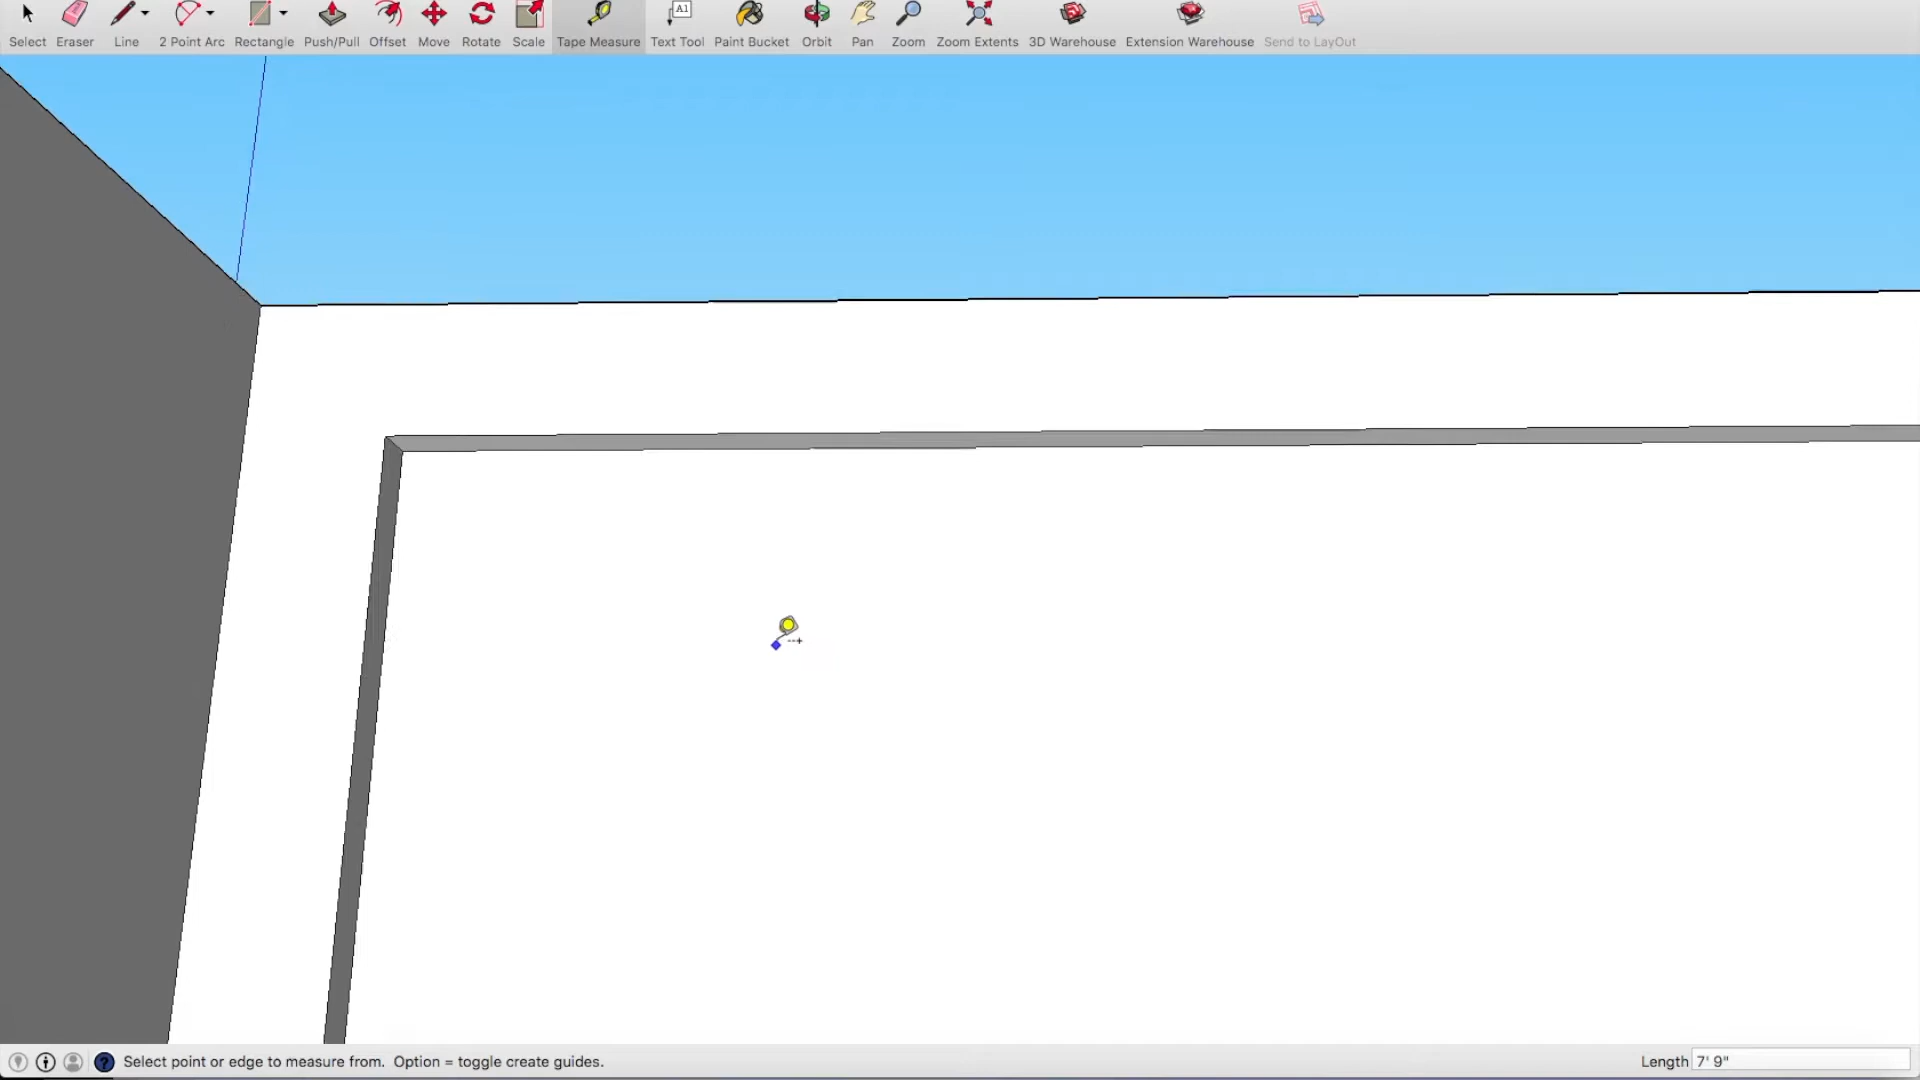 Select Eraser Line 2 Point Arc Rectangle Push/Pull Offset Move Rotate Scale Tape Measure Text Tool Paint Bucket Orbit Pan Zoom Zoom Extents 3D Warehouse Extension Warehouse Send to LayOut
A1
Select point or edge to measure from. Option = toggle create guides. Length 7' 9"